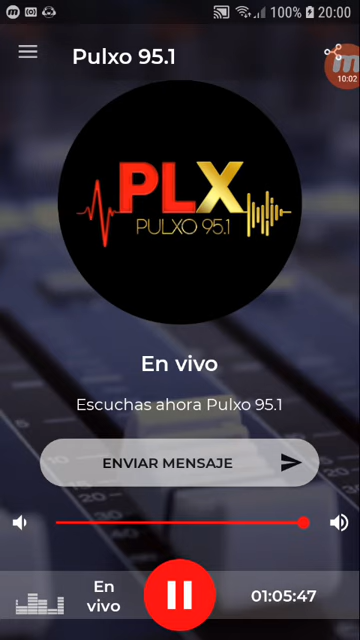 100% 20:00
Pulxo 95.1
10:02
PLX
PULXO 95.1
En vivo
Escuchas ahora Pulxo 95.1
ENVIAR MENSAJE
En
vivo
01:05:47